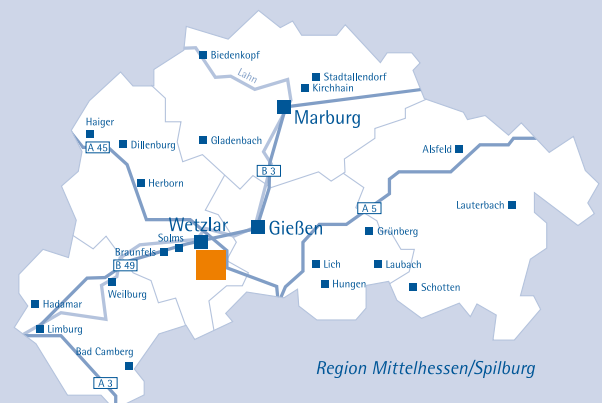 Biedenkopf
Lahn
Stadtallendorf
Kirchhain
Marburg
Haiger
A 45
Dillenburg
Gladenbach
Alsfeld
B 3
Herborn
A 5
Lauterbach
Wetzlar
Gießen
Grünberg
Solms
Braunfels
B 49
Lich
Laubach
Weilburg
Hungen
Schotten
Hadamar
Limburg
Bad Camberg
A 3
Region Mittelhessen/Spilburg